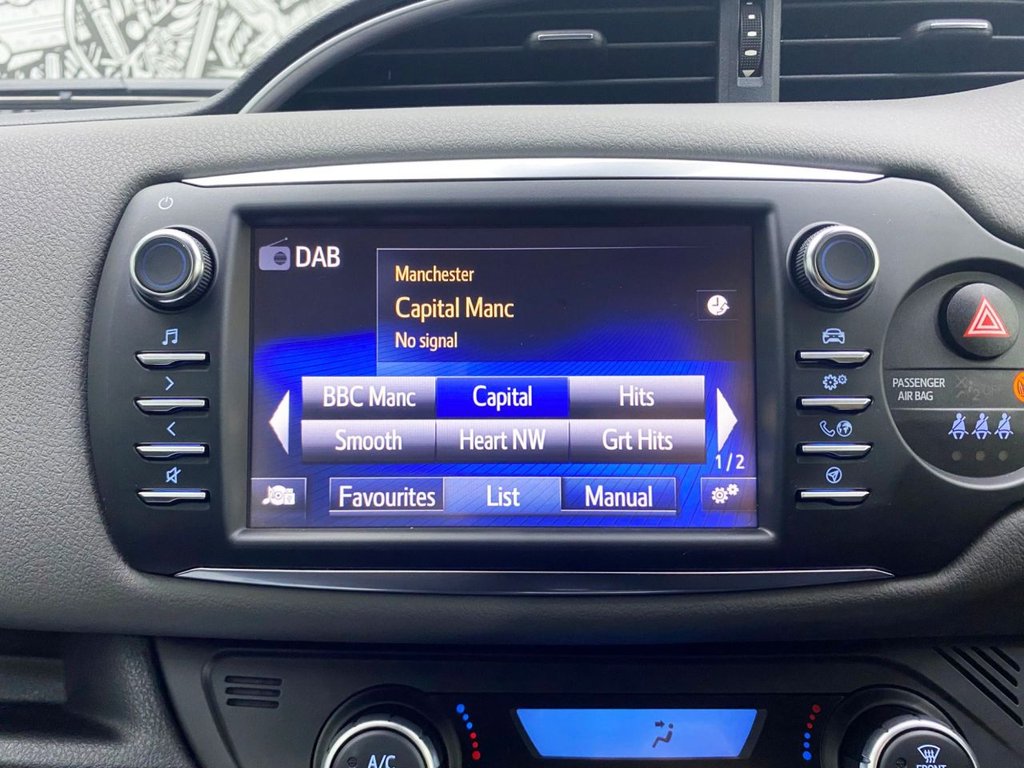 DAB
Manchester
Capital Manc
No signal
BBC Manc Capital Hits
Smooth Heart NW Grt Hits
1 / 2
Favourites List Manual
PASSENGER
AIR BAG
A/C
FRONT